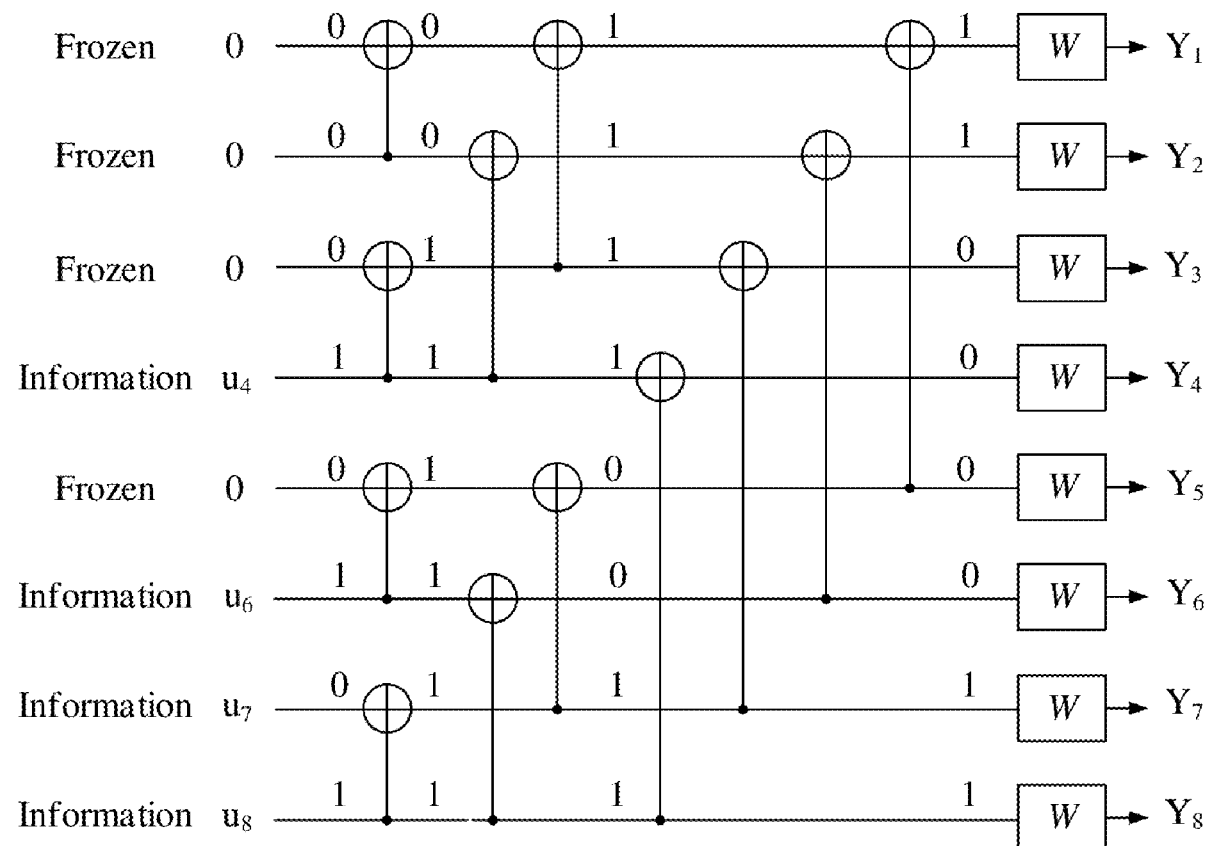 Frozen 0 0 0 1 1 W Y₁
Frozen 0 0 0 1 1 W Y₂
Frozen 0 0 1 1 0 W Y₃
Information u₄ 1 1 1 0 W Y₄
Frozen 0 0 1 0 0 W Y₅
Information u₆ 1 1 0 0 W Y₆
Information u₇ 0 1 1 1 W Y₇
Information u₈ 1 1 1 1 W Y₈